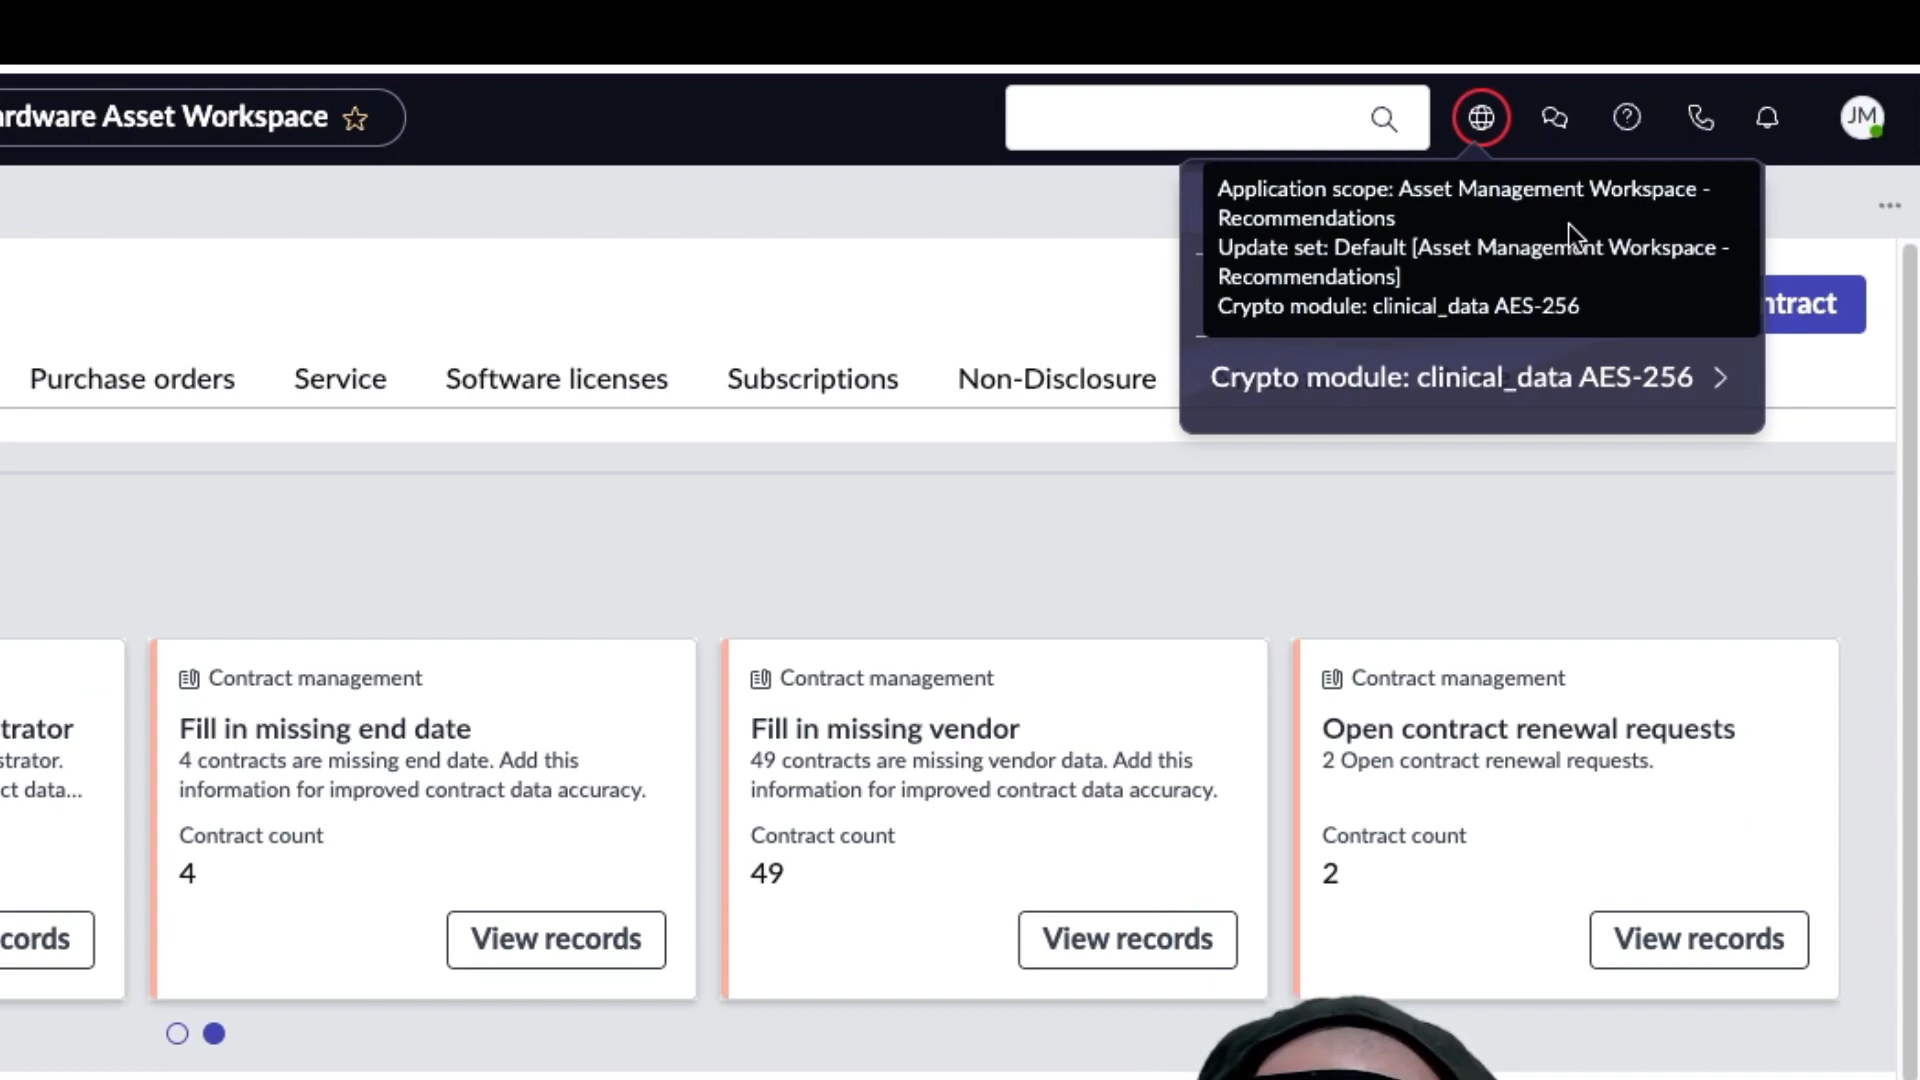 ardware Asset Workspace
JM
Application scope: Asset Management Workspace -
Recommendations
Update set: Default [Asset Management Workspace -
Recommendations]
Crypto module: clinical_data AES-256
ntract
Purchase orders
Service
Software licenses
Subscriptions
Non-Disclosure
Crypto module: clinical_data AES-256
trator
strator.
ct data...
cords
Contract management
Fill in missing end date
4 contracts are missing end date. Add this
information for improved contract data accuracy.
Contract count
4
View records
Contract management
Fill in missing vendor
49 contracts are missing vendor data. Add this
information for improved contract data accuracy.
Contract count
49
View records
Contract management
Open contract renewal requests
2 Open contract renewal requests.
Contract count
2
View records